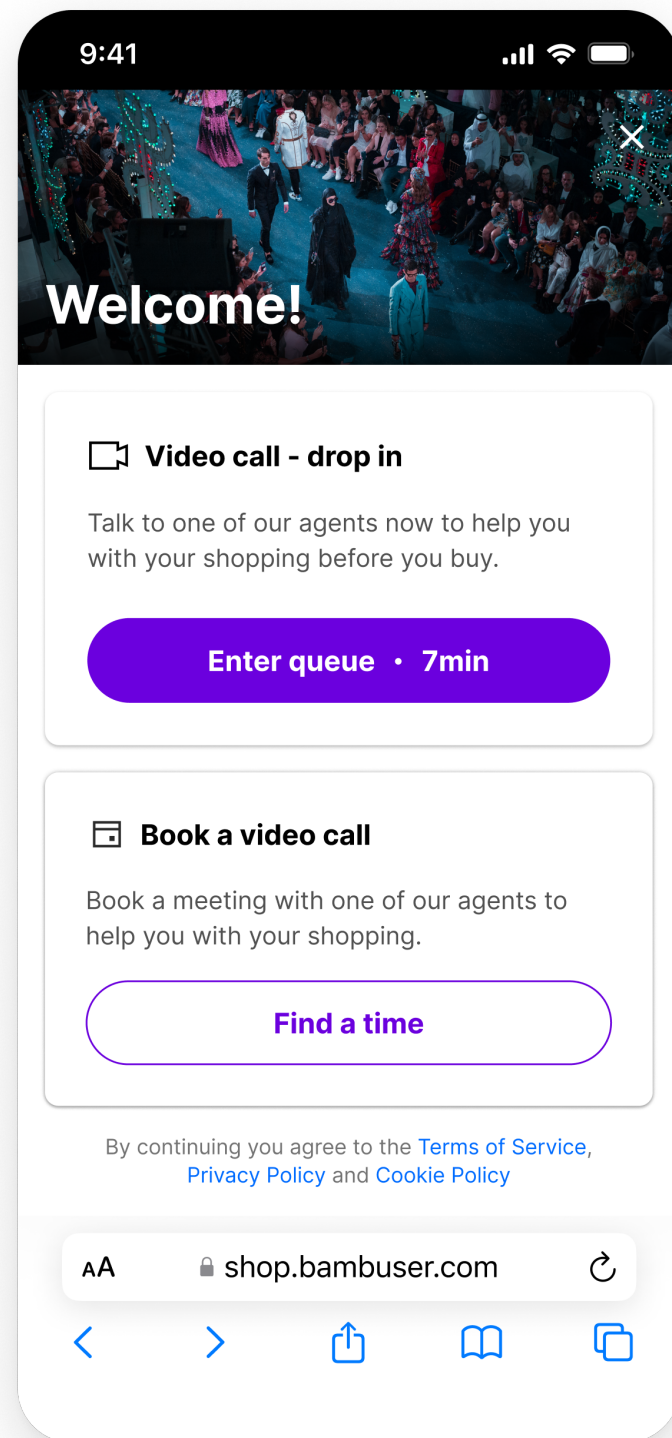 9:41
Welcome!
Video call - drop in
Talk to one of our agents now to help you
with your shopping before you buy.
Enter queue • 7min
Book a video call
Book a meeting with one of our agents to
help you with your shopping.
Find a time
By continuing you agree to the Terms of Service,
Privacy Policy and Cookie Policy
AA shop.bambuser.com